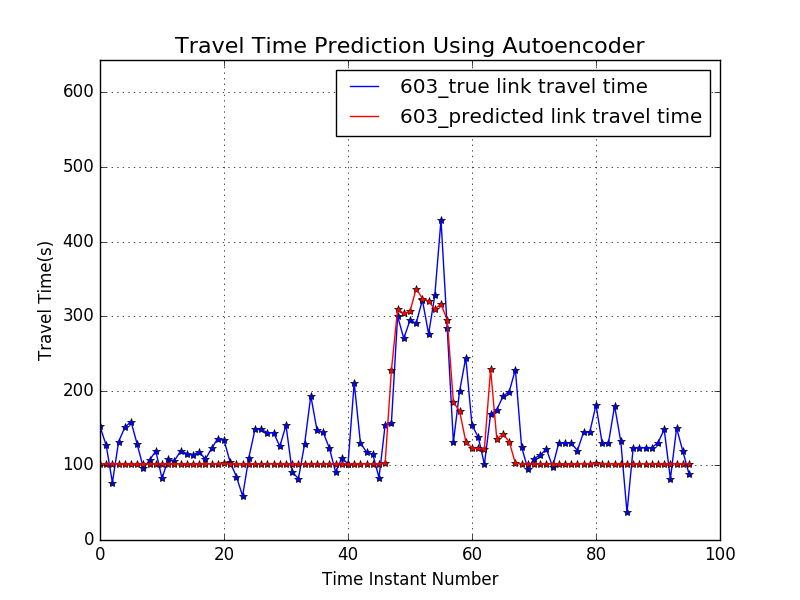 Travel Time Prediction Using Autoencoder
603_true link travel time
603_predicted link travel time
600
500
400
300
200
100
0
Travel Time(s)
0 20 40 60 80 100
Time Instant Number